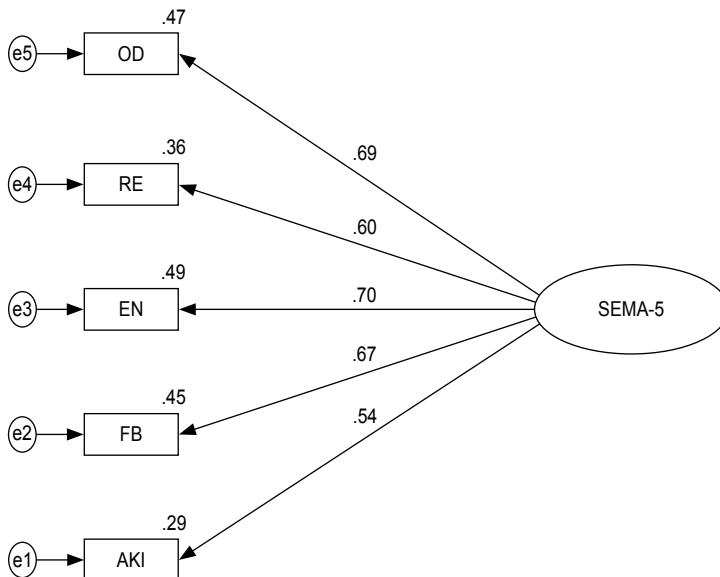 .47
e5 OD
.69
.36
e4 RE
.60
.49
e3 EN .70 SEMA-5
.67
.45
e2 FB
.54
.29
e1 AKI